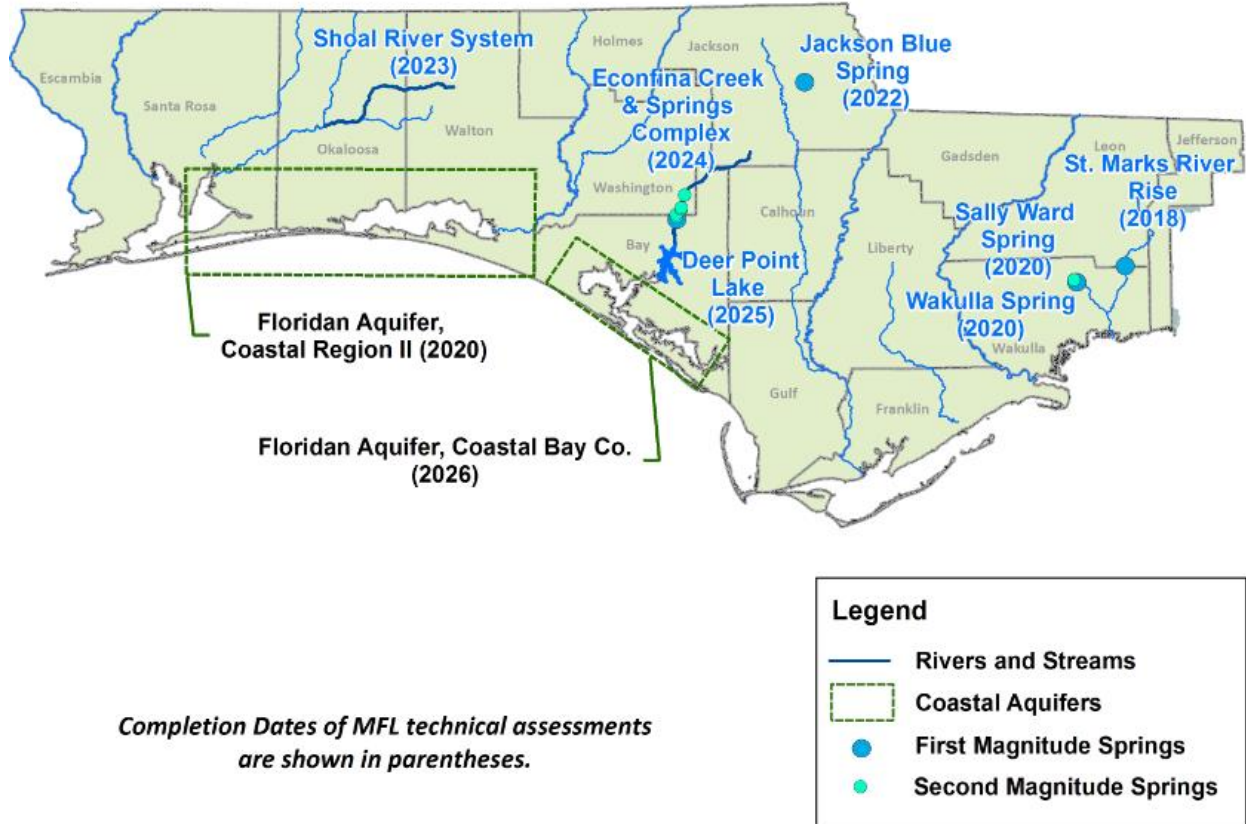 Shoal River System
(2023)
Holmes
Jackson
Jackson Blue
Spring
(2022)
Escambia
Santa Rosa
Econfina Creek
& Springs
Complex
(2024)
Walton
Okaloosa
Washington
Gadsden
Leon
Jefferson
St. Marks River
Rise
(2018)
Calhoun
Sally Ward
Spring
(2020)
Bay
Liberty
Deer Point
Lake
(2025)
Wakulla Spring
(2020)
Wakulla
Floridan Aquifer,
Coastal Region II (2020)
Gulf
Franklin
Floridan Aquifer, Coastal Bay Co.
(2026)
Legend
Rivers and Streams
Coastal Aquifers
First Magnitude Springs
Second Magnitude Springs
Completion Dates of MFL technical assessments
are shown in parentheses.